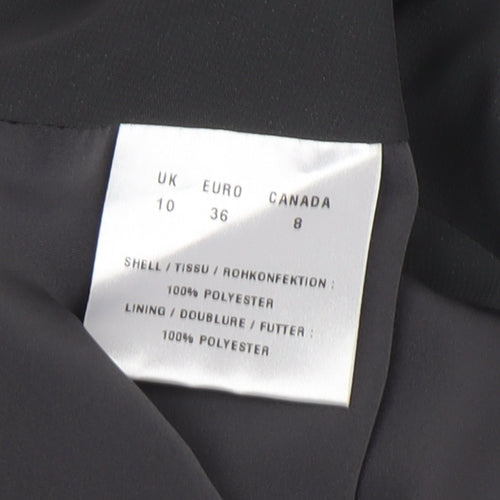 UK EURO CANADA
10 36 8
SHELL / TISSU / ROHKONFEKTION :
100% POLYESTER
LINING / DOUBLURE / FUTTER :
100% POLYESTER